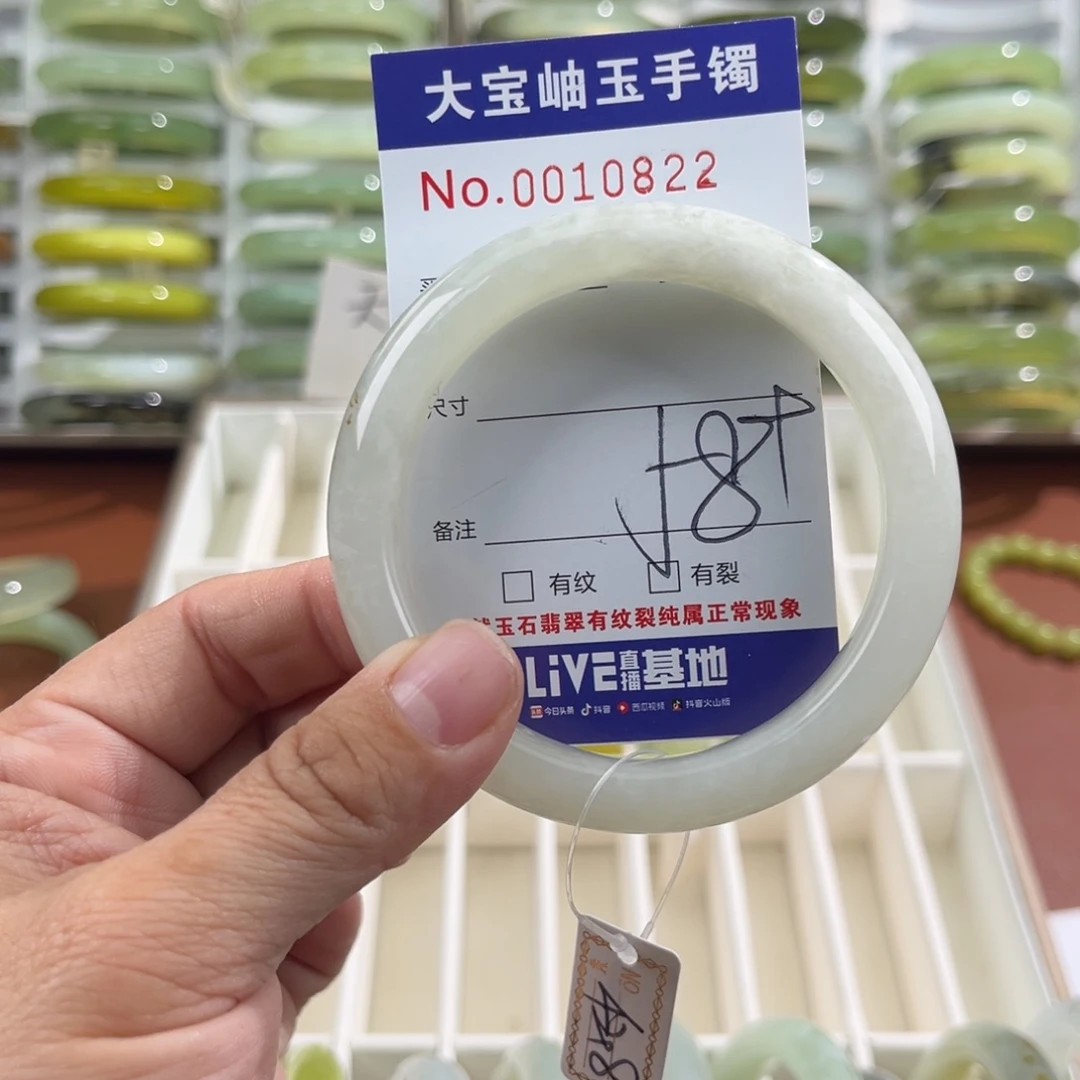 大宝岫玉手镯
No.0010822
尺寸
备注
有纹 有裂
玉石翡翠有纹裂纯属正常现象
LiVE直播基地
今日头条 抖音 西瓜视频 抖音火山版
NO